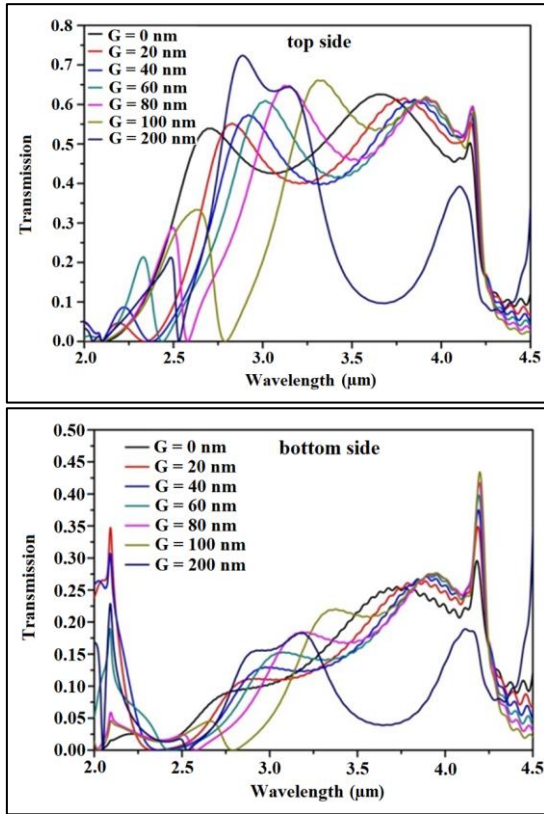 top side
G = 0 nm
G = 20 nm
G = 40 nm
G = 60 nm
G = 80 nm
G = 100 nm
G = 200 nm
Transmission
0.8
0.7
0.6
0.5
0.4
0.3
0.2
0.1
0.0
2.0 2.5 3.0 3.5 4.0 4.5
Wavelength (μm)
bottom side
G = 0 nm
G = 20 nm
G = 40 nm
G = 60 nm
G = 80 nm
G = 100 nm
G = 200 nm
Transmission
0.50
0.45
0.40
0.35
0.30
0.25
0.20
0.15
0.10
0.05
0.00
2.0 2.5 3.0 3.5 4.0 4.5
Wavelength (μm)